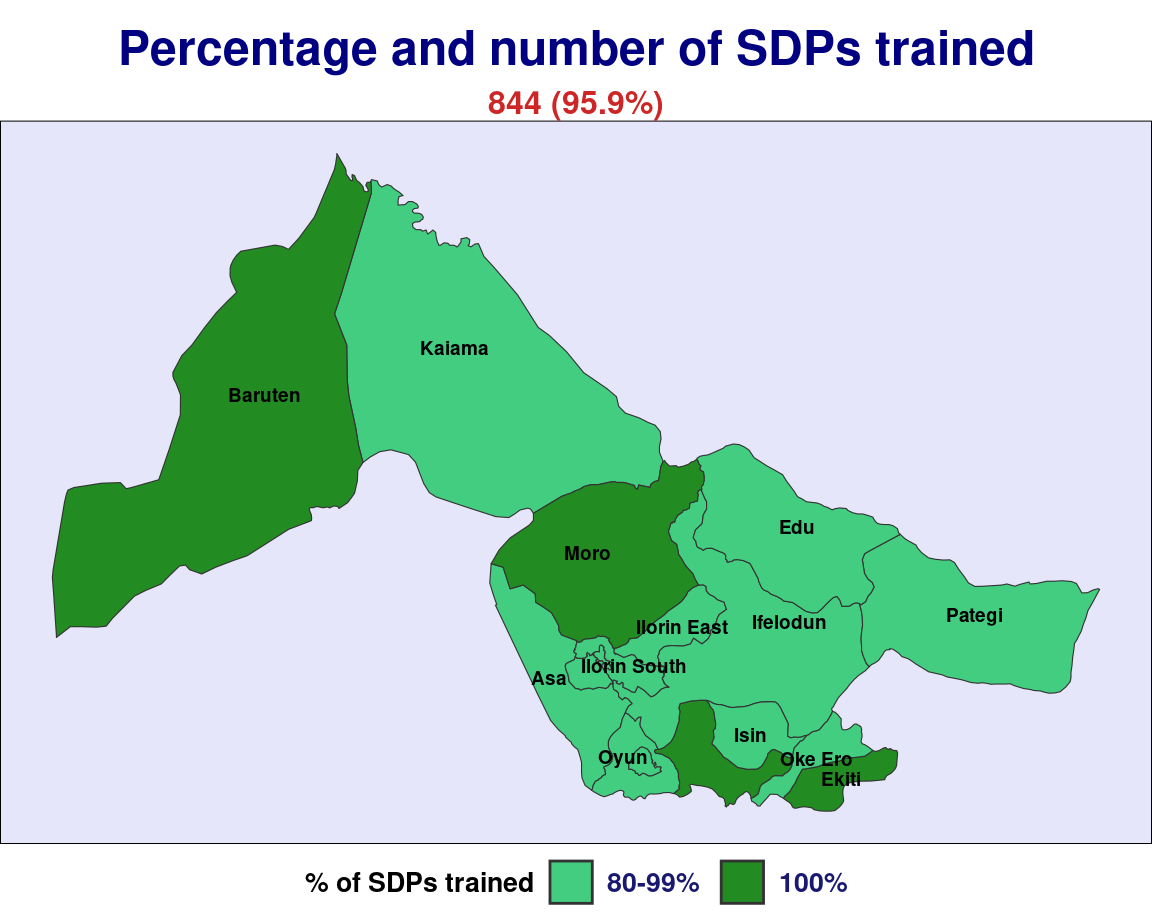 Percentage and number of SDPs trained
844 (95.9%)
Kaiama
Baruten
Edu
Moro
Pategi
Ifelodun
Ilorin East
Ilorin South
Asa
Isin
Oyun
Oke Ero
Ekiti
% of SDPs trained 80-99% 100%